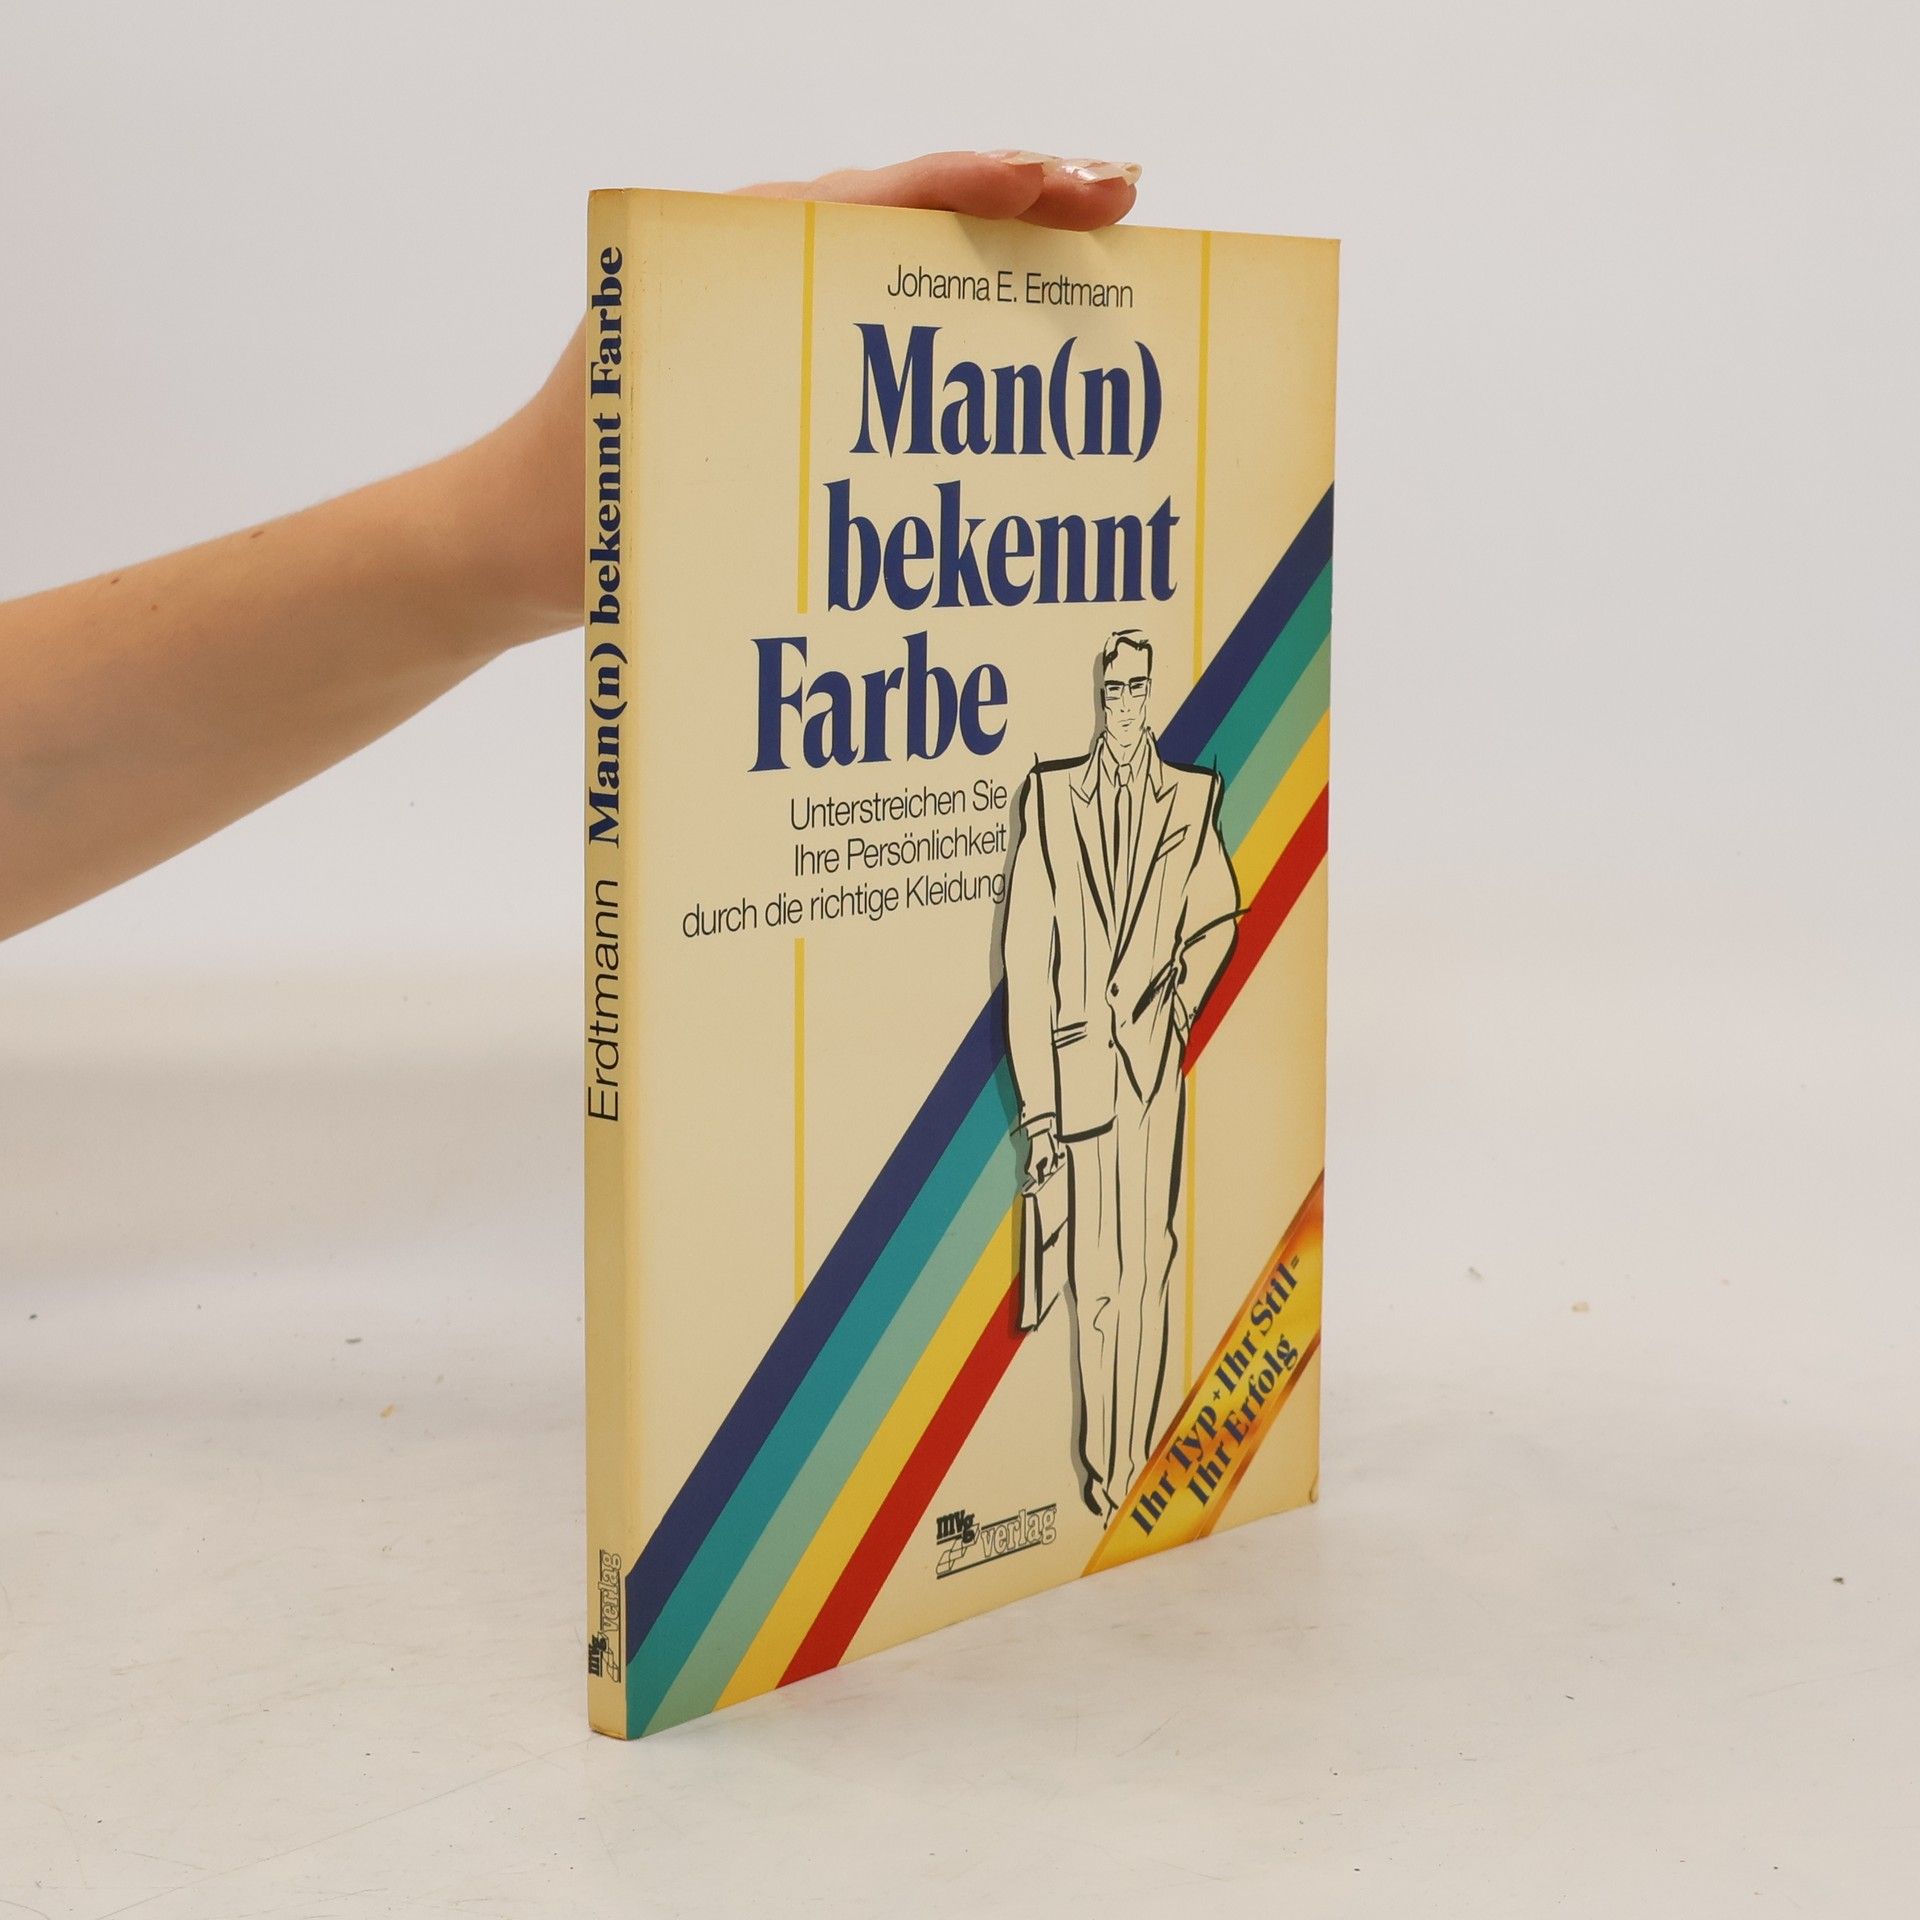 Johanna E. Erdtmann
Man(n)
bekennt
Farbe
Unterstreichen Sie
Ihre Persönlichkeit
durch die richtige Kleidung
Ihr Typ + Ihr Stil =
Ihr Erfolg
mvg verlag
Erdtmann Man(n) bekennt Farbe
mvg verlag